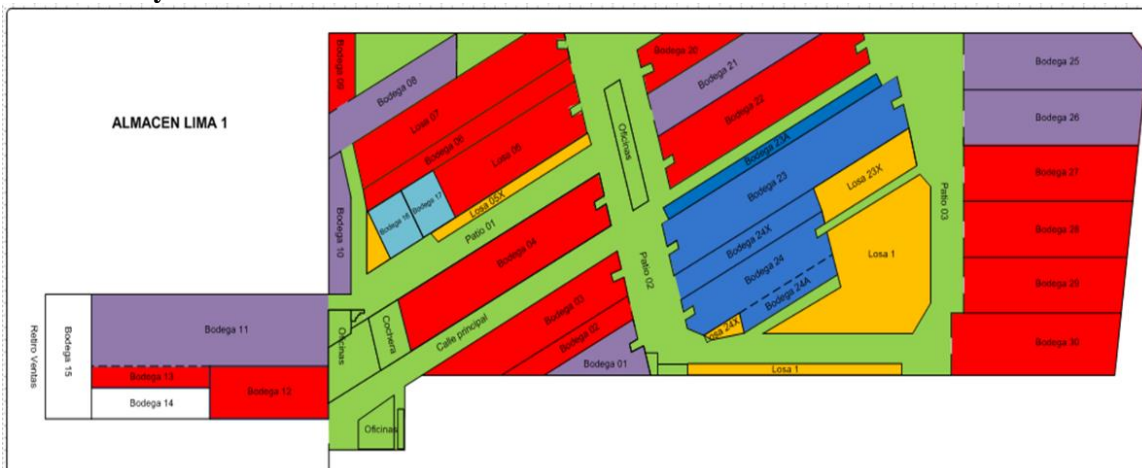 ALMACEN LIMA 1
Bodega 09
Bodega 08
Losa 07
Bodega 06
Bodega 16
Bodega 17
Losa 05X
Patio 01
Bodega 10
Bodega 04
Oficinas
Bodega 21
Bodega 22
Bodega 23A
Bodega 23
Losa 23X
Bodega 24X
Bodega 24
Bodega 24A
Losa 24X
Losa 1
Patio 02
Patio 03
Bodega 25
Bodega 26
Bodega 27
Bodega 28
Bodega 29
Bodega 30
Retiro Ventas
Bodega 15
Bodega 11
Bodega 13
Bodega 14
Bodega 12
Oficinas
Cochera
Calle principal
Bodega 03
Bodega 02
Bodega 01
Losa 1
Oficinas